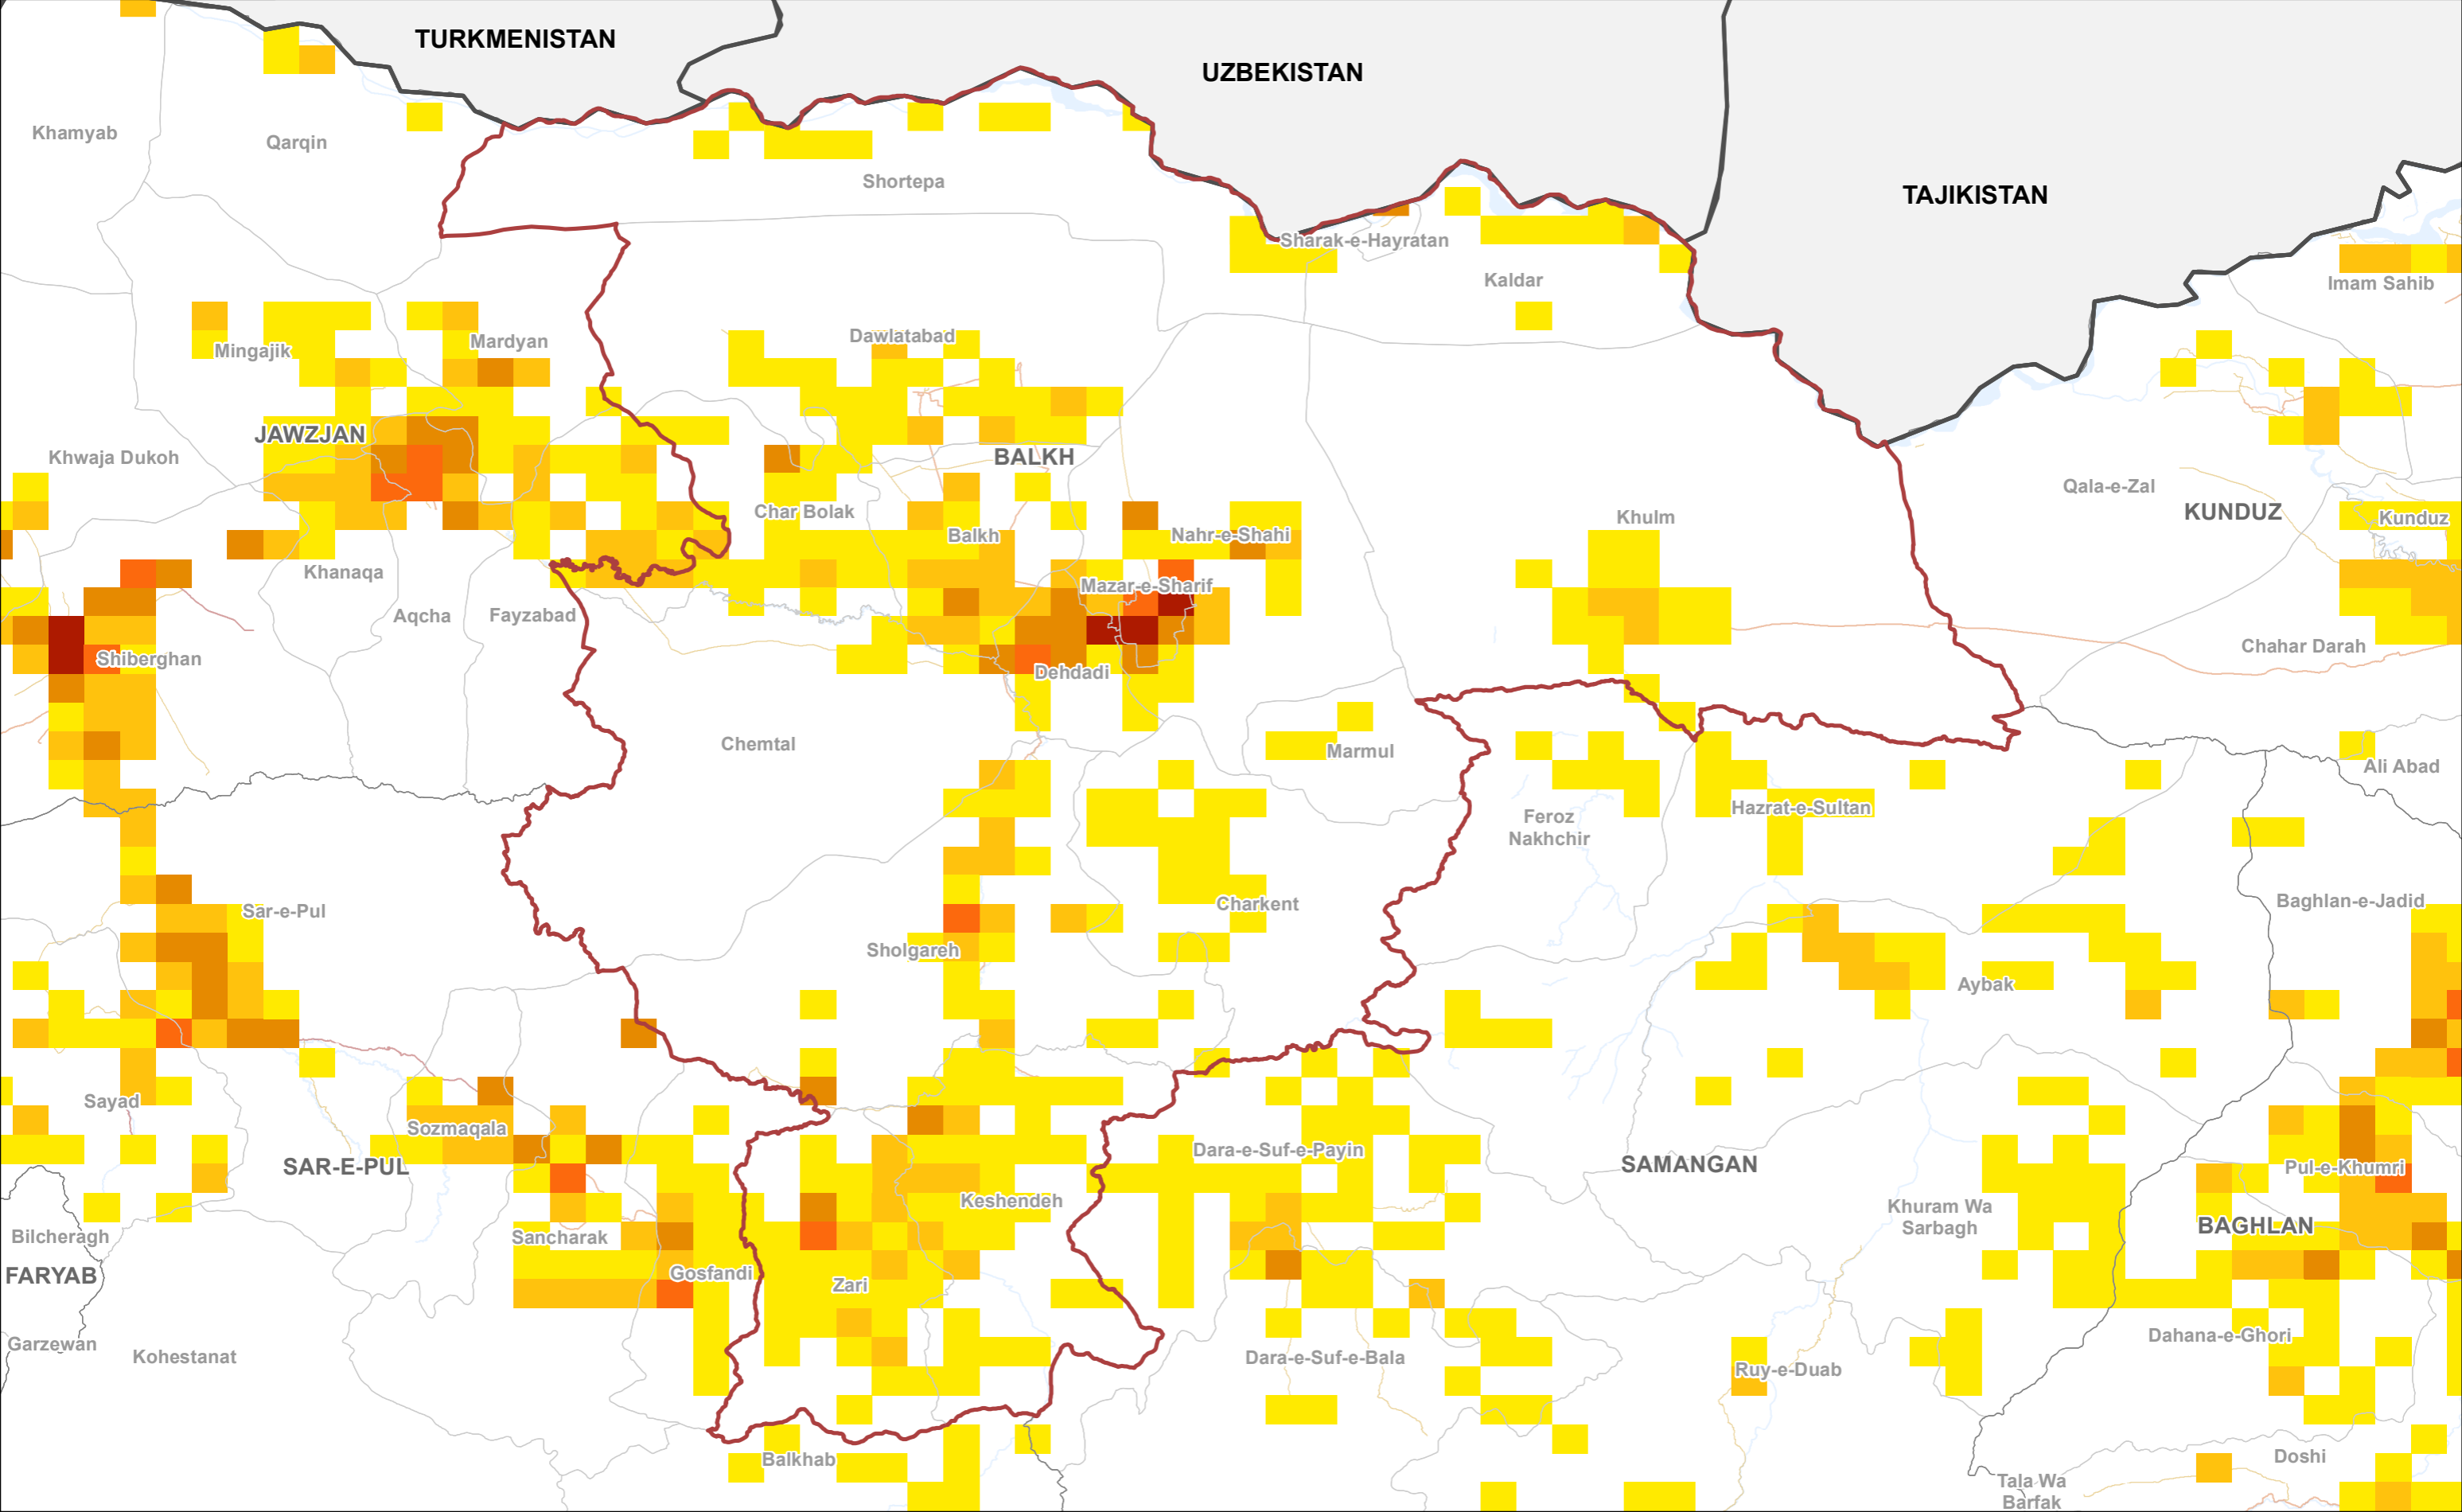 TURKMENISTAN
UZBEKISTAN
TAJIKISTAN
Khamyab
Qarqin
Shortepa
Sharak-e-Hayratan
Kaldar
Imam Sahib
Mingajik
Mardyan
Dawlatabad
JAWZJAN
Khwaja Dukoh
BALKH
Qala-e-Zal
KUNDUZ
Kunduz
Char Bolak
Balkh
Nahr-e-Shahi
Khulm
Khanaqa
Aqcha
Fayzabad
Mazar-e-Sharif
Shiberghan
Dehdadi
Chahar Darah
Chemtal
Marmul
Ali Abad
Feroz
Nakhchir
Hazrat-e-Sultan
Sar-e-Pul
Charkent
Baghlan-e-Jadid
Sholgareh
Aybak
Sayad
Sozmaqala
SAR-E-PUL
Dara-e-Suf-e-Payin
SAMANGAN
Pul-e-Khumri
Keshendeh
Khuram Wa
Sarbagh
BAGHLAN
Bilcheragh
Sancharak
FARYAB
Gosfandi
Zari
Garzewan
Kohestanat
Dara-e-Suf-e-Bala
Ruy-e-Duab
Dahana-e-Ghori
Balkhab
Doshi
Tala Wa
Barfak